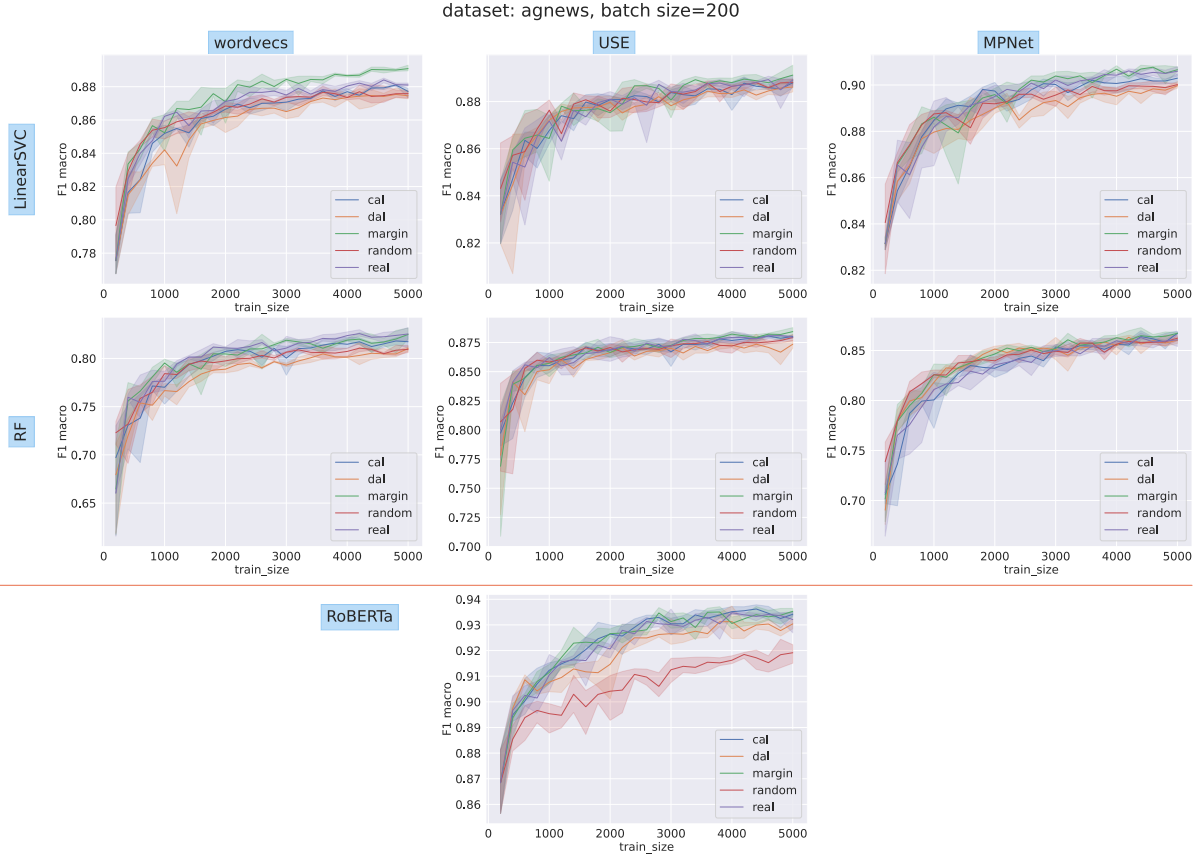 dataset: agnews, batch size=200
wordvecs
USE
MPNet
LinearSVC
F1 macro
0.88
0.86
0.84
0.82
0.80
0.78
cal
dal
margin
random
real
0 1000 2000 3000 4000 5000
train_size
F1 macro
0.88
0.86
0.84
0.82
cal
dal
margin
random
real
0 1000 2000 3000 4000 5000
train_size
F1 macro
0.90
0.88
0.86
0.84
0.82
cal
dal
margin
random
real
0 1000 2000 3000 4000 5000
train_size
RF
F1 macro
0.80
0.75
0.70
0.65
cal
dal
margin
random
real
0 1000 2000 3000 4000 5000
train_size
F1 macro
0.875
0.850
0.825
0.800
0.775
0.750
0.725
0.700
cal
dal
margin
random
real
0 1000 2000 3000 4000 5000
train_size
F1 macro
0.85
0.80
0.75
0.70
cal
dal
margin
random
real
0 1000 2000 3000 4000 5000
train_size
RoBERTa
F1 macro
0.94
0.93
0.92
0.91
0.90
0.89
0.88
0.87
0.86
cal
dal
margin
random
real
0 1000 2000 3000 4000 5000
train_size